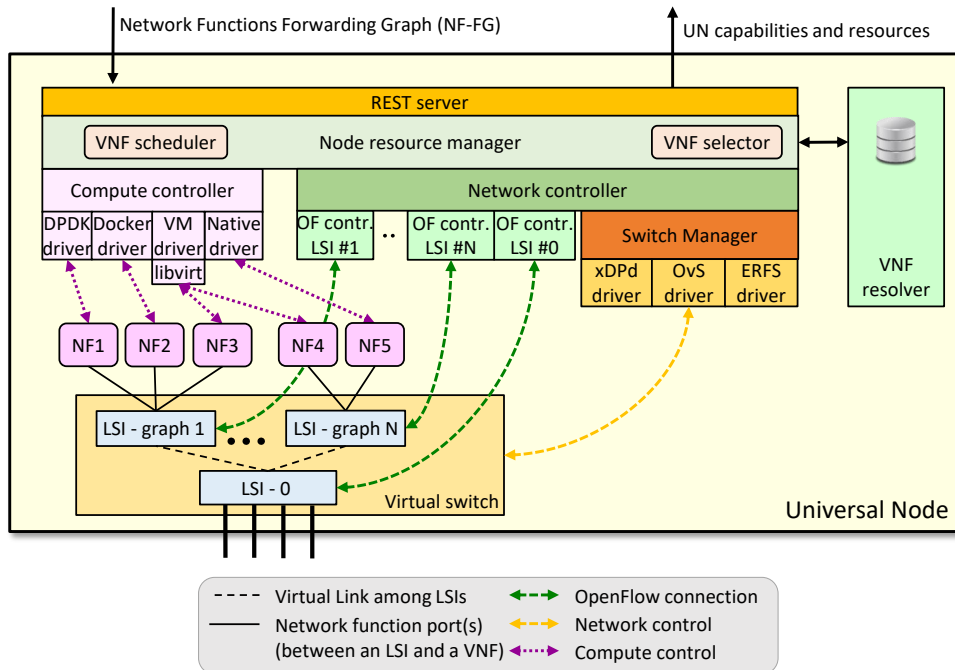 Network Functions Forwarding Graph (NF-FG)
UN capabilities and resources
REST server
VNF scheduler
Node resource manager
VNF selector
Compute controller
Network controller
DPDK driver
Docker driver
VM driver
Native driver
libvirt
OF contr. LSI #1
..
OF contr. LSI #N
OF contr. LSI #0
Switch Manager
xDPd driver
OvS driver
ERFS driver
VNF resolver
NF1
NF2
NF3
NF4
NF5
LSI - graph 1
•••
LSI - graph N
LSI - 0
Virtual switch
Universal Node
Virtual Link among LSIs
Network function port(s)
(between an LSI and a VNF)
OpenFlow connection
Network control
Compute control